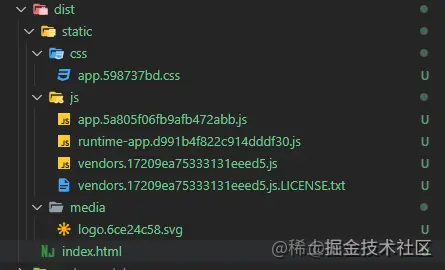 dist
static
css
app.598737bd.css U
js
JS app.5a805f06fb9afb472abb.js U
JS runtime-app.d991b4f822c914dddf30.js U
JS vendors.17209ea75333131eeed5.js U
vendors.17209ea75333131eeed5.js.LICENSE.txt U
media
logo.6ce24c58.svg U
N index.html U
@稀土掘金技术社区